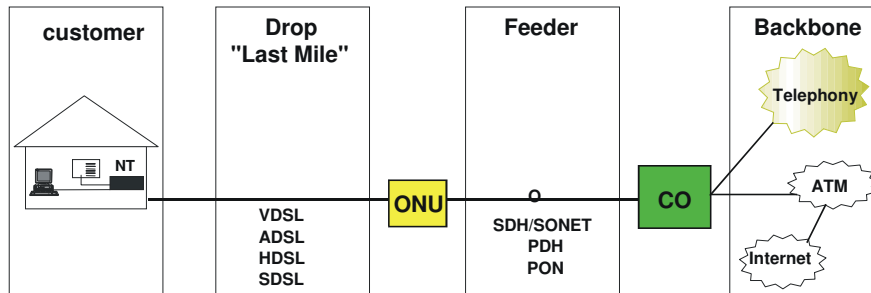 customer
NT
Drop
"Last Mile"
VDSL
ADSL
HDSL
SDSL
ONU
Feeder
O
SDH/SONET
PDH
PON
CO
Backbone
Telephony
ATM
Internet